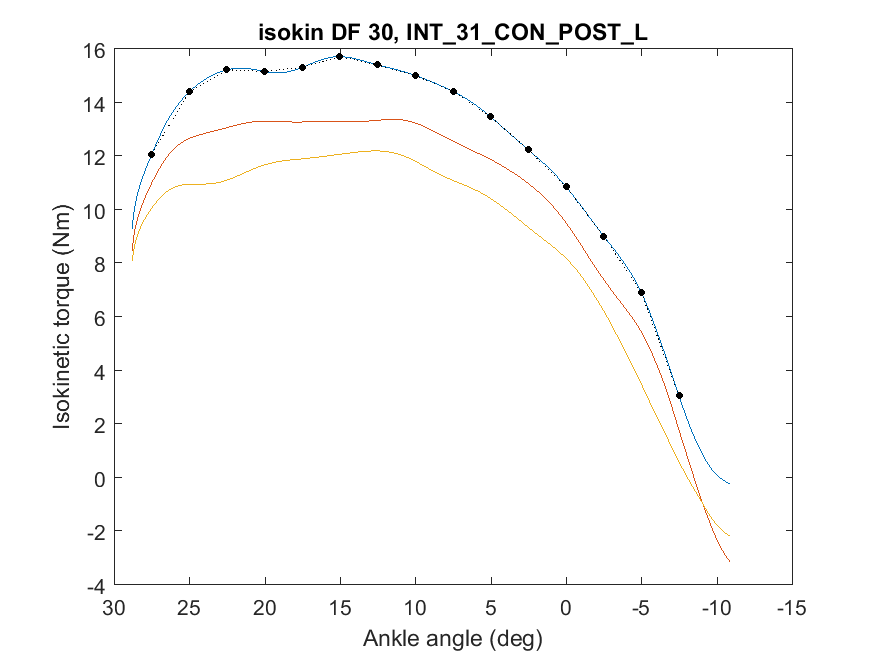 isokin DF 30, INT_31_CON_POST_L
16
14
12
10
8
6
4
2
0
-2
-4
Isokinetic torque (Nm)
30 25 20 15 10 5 0 -5 -10 -15
Ankle angle (deg)